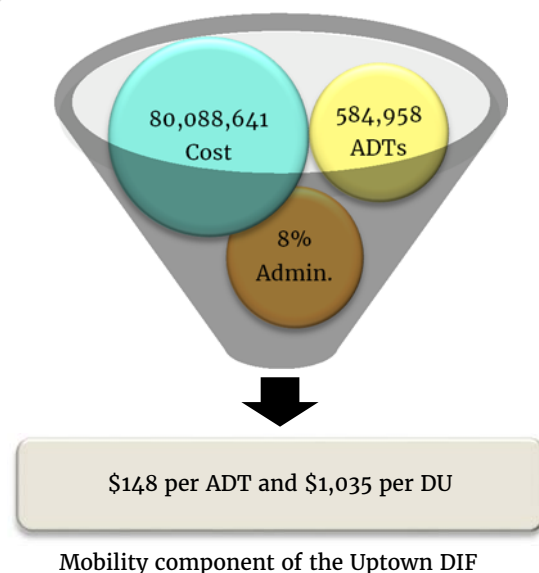 80,088,641
Cost
584,958
ADTs
8%
Admin.
$148 per ADT and $1,035 per DU
Mobility component of the Uptown DIF